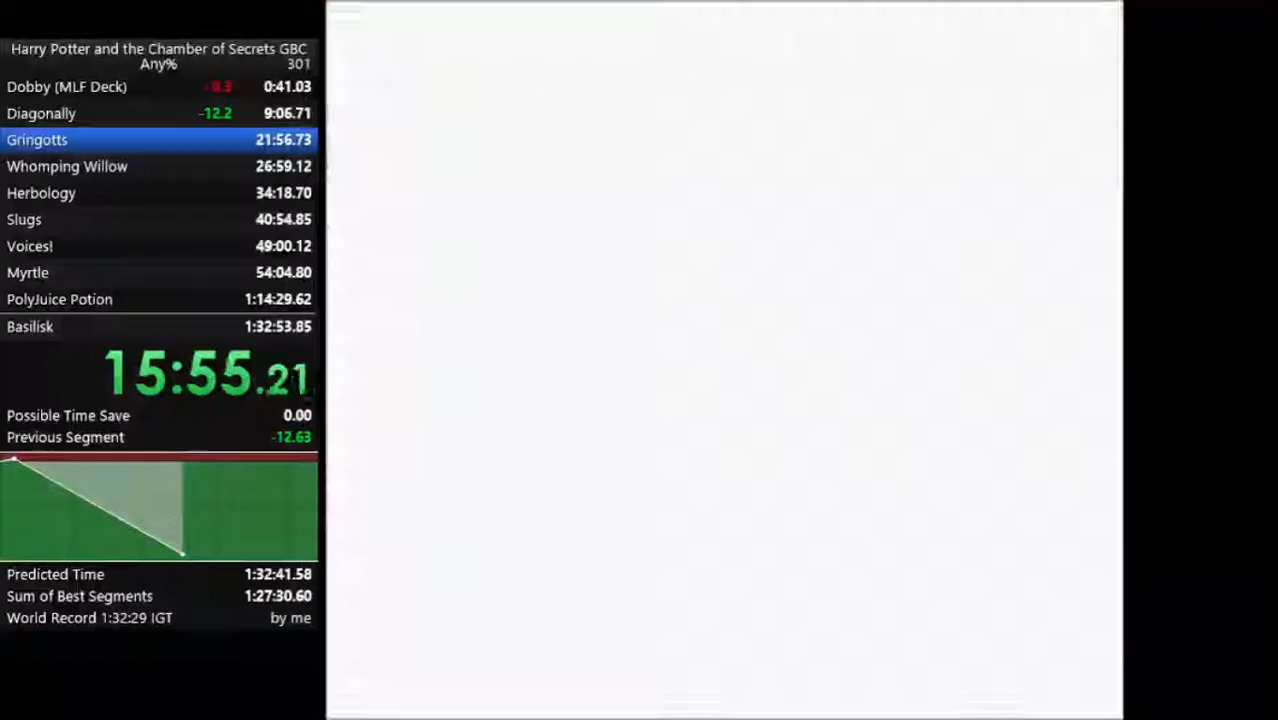 Harry Potter and the Chamber of Secrets GBC
Any% 301
Dobby (MLF Deck) -0.3 0:41.03
Diagonally -12.2 9:06.71
Gringotts 21:56.73
Whomping Willow 26:59.12
Herbology 34:18.70
Slugs 40:54.85
Voices! 49:00.12
Myrtle 54:04.80
PolyJuice Potion 1:14:29.62
Basilisk 1:32:53.85
15:55.21
Possible Time Save 0.00
Previous Segment -12.63
Predicted Time 1:32:41.58
Sum of Best Segments 1:27:30.60
World Record 1:32:29 IGT by me